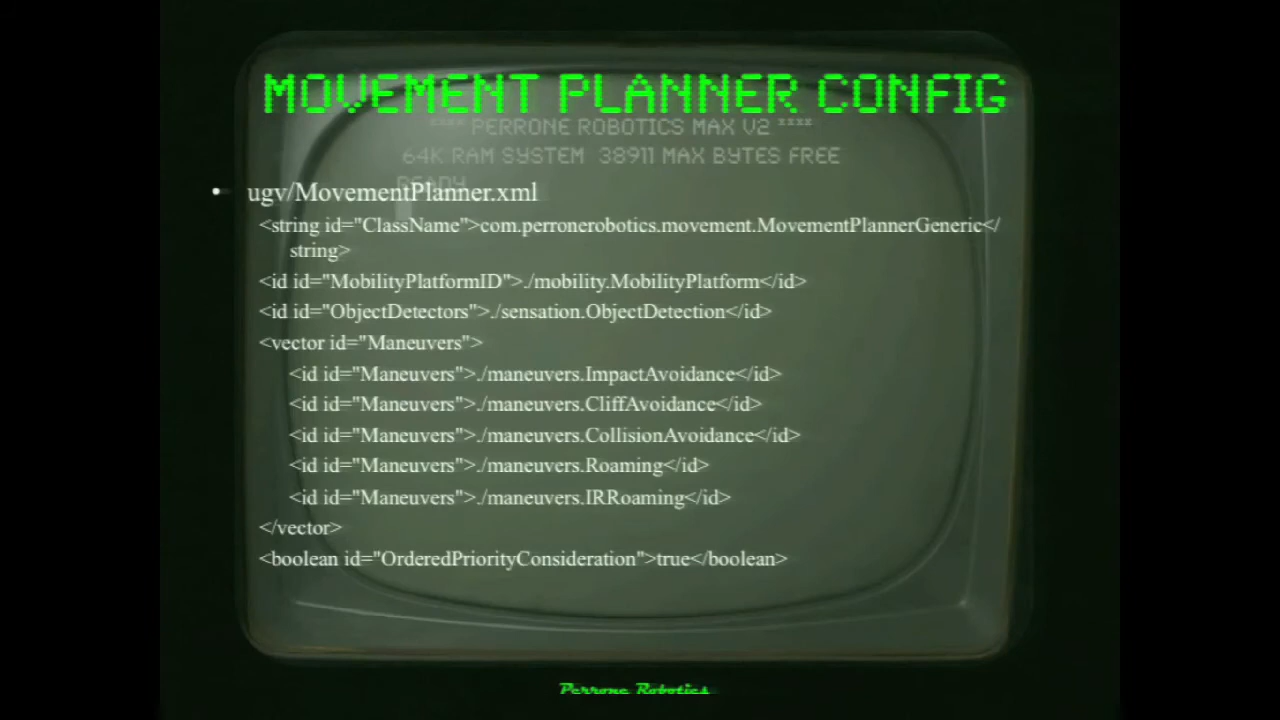 MOVEMENT PLANNER CONFIG
**** PERRONE ROBOTICS MAX V2 ****
64K RAM SYSTEM 38911 MAX BYTES FREE
READY
• ugv/MovementPlanner.xml
<string id="ClassName">com.perronerobotics.movement.MovementPlannerGeneric</
string>
<id id="MobilityPlatformID">./mobility.MobilityPlatform</id>
<id id="ObjectDetectors">./sensation.ObjectDetection</id>
<vector id="Maneuvers">
<id id="Maneuvers">./maneuvers.ImpactAvoidance</id>
<id id="Maneuvers">./maneuvers.CliffAvoidance</id>
<id id="Maneuvers">./maneuvers.CollisionAvoidance</id>
<id id="Maneuvers">./maneuvers.Roaming</id>
<id id="Maneuvers">./maneuvers.IRRoaming</id>
</vector>
<boolean id="OrderedPriorityConsideration">true</boolean>
Perrone Robotics